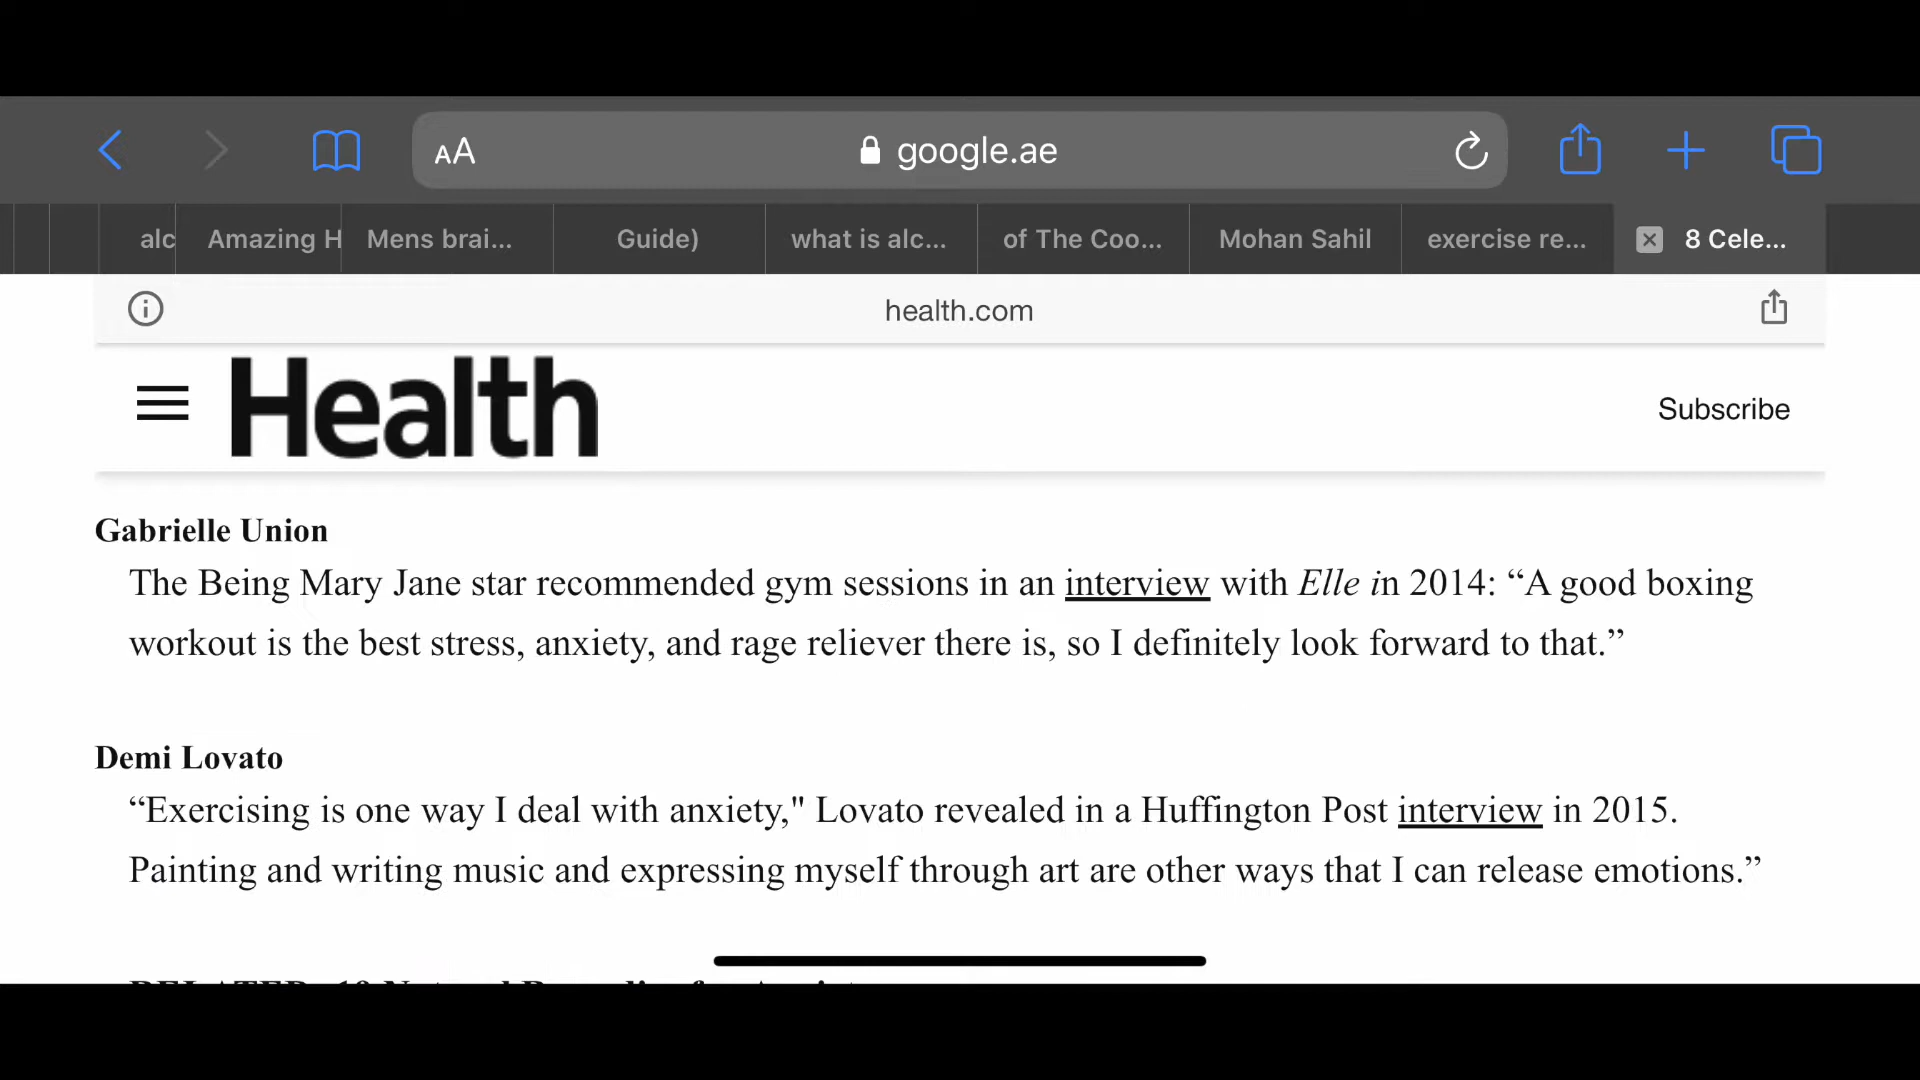 AA google.ae
alc Amazing H Mens brai... Guide) what is alc... of The Coo... Mohan Sahil exercise re... 8 Cele...
health.com
Health Subscribe
Gabrielle Union
The Being Mary Jane star recommended gym sessions in an interview with Elle in 2014: “A good boxing
workout is the best stress, anxiety, and rage reliever there is, so I definitely look forward to that.”
Demi Lovato
“Exercising is one way I deal with anxiety," Lovato revealed in a Huffington Post interview in 2015.
Painting and writing music and expressing myself through art are other ways that I can release emotions.”